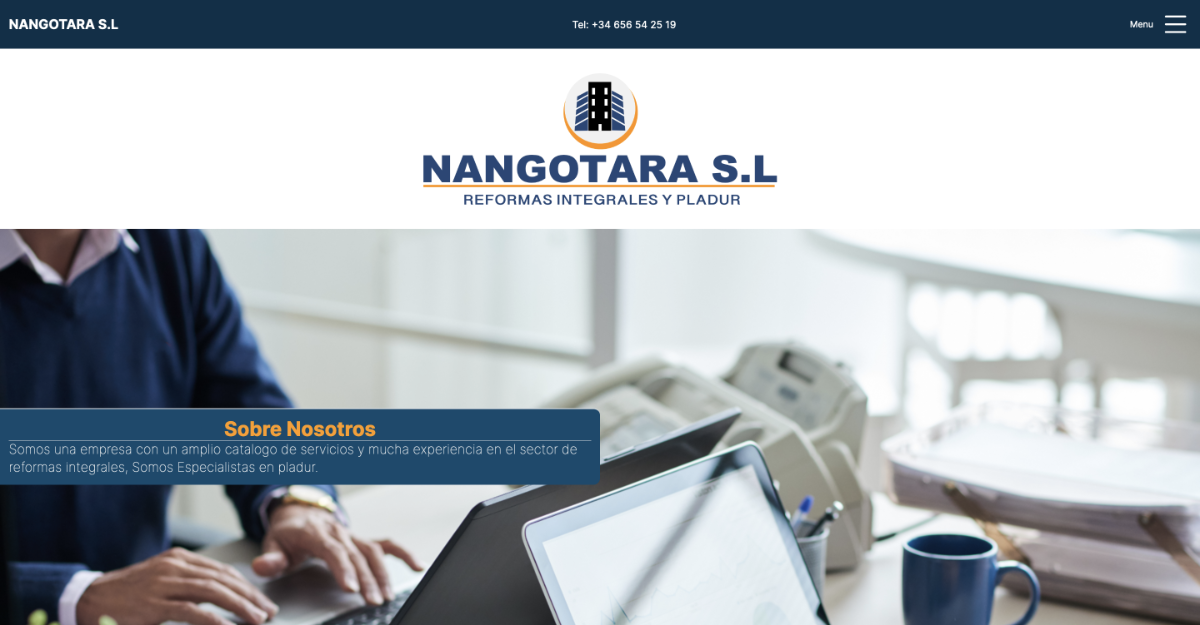 NANGOTARA S.L
Tel: +34 656 54 25 19
Menu
NANGOTARA S.L
REFORMAS INTEGRALES Y PLADUR
Sobre Nosotros
Somos una empresa con un amplio catalogo de servicios y mucha experiencia en el sector de
reformas integrales, Somos Especialistas en pladur.